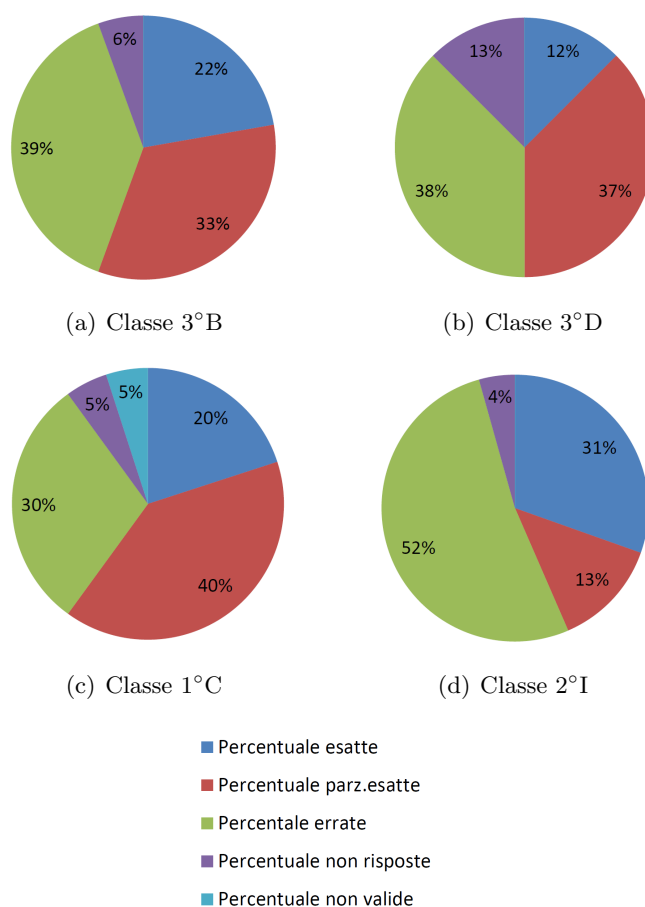 6%
22%
39%
33%
(a) Classe 3°B
13%
12%
38%
37%
(b) Classe 3°D
5%
5%
20%
30%
40%
(c) Classe 1°C
4%
31%
52%
13%
(d) Classe 2°I
Percentuale esatte
Percentuale parz.esatte
Percentale errate
Percentuale non risposte
Percentuale non valide